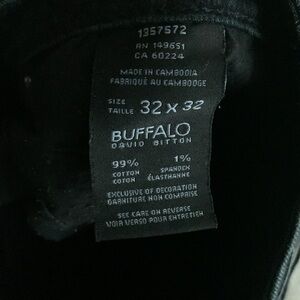 1357572
RN 149651
CA 60224
MADE IN CAMBODIA
FABRIQUÉ AU CAMBODGE
SIZE
TAILLE 32 x 32
BUFFALO
DAVID BITTON
99% 1%
COTTON SPANDEX
COTON ÉLASTHANNE
EXCLUSIVE OF DECORATION
GARNITURE NON COMPRIS
SEE CARE ON REVERSE
VOIR VERSO POUR ENTRETIEN